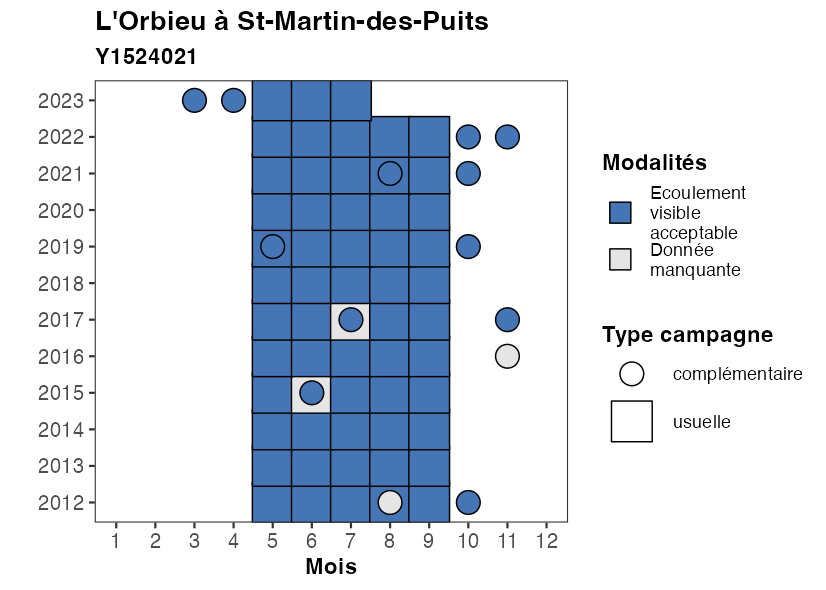 L'Orbieu à St-Martin-des-Puits
Y1524021
2023
2022
2021
2020
2019
2018
2017
2016
2015
2014
2013
2012
1 2 3 4 5 6 7 8 9 10 11 12
Mois
Modalités
Ecoulement
visible
acceptable
Donnée
manquante
Type campagne
complémentaire
usuelle